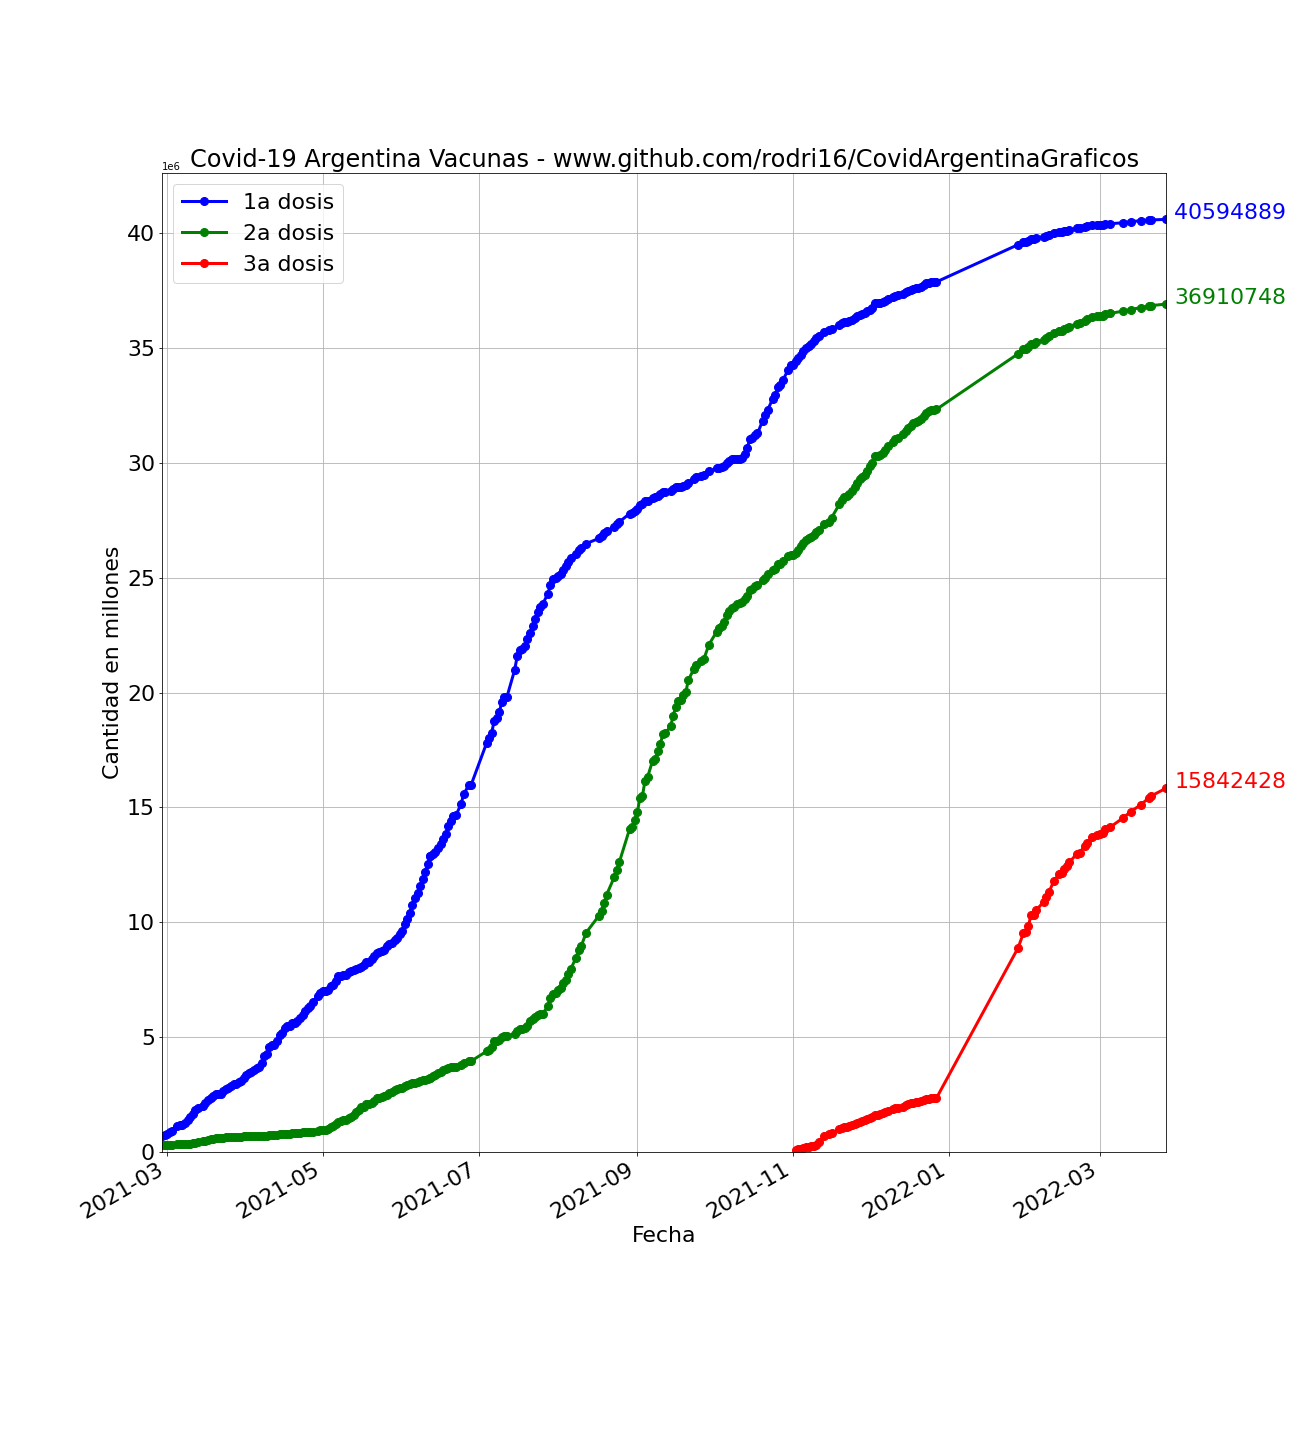 Covid-19 Argentina Vacunas - www.github.com/rodri16/CovidArgentinaGraficos
1e6
1a dosis
2a dosis
3a dosis
40594889
36910748
15842428
Cantidad en millones
40
35
30
25
20
15
10
5
0
2021-03
2021-05
2021-07
2021-09
2021-11
2022-01
2022-03
Fecha